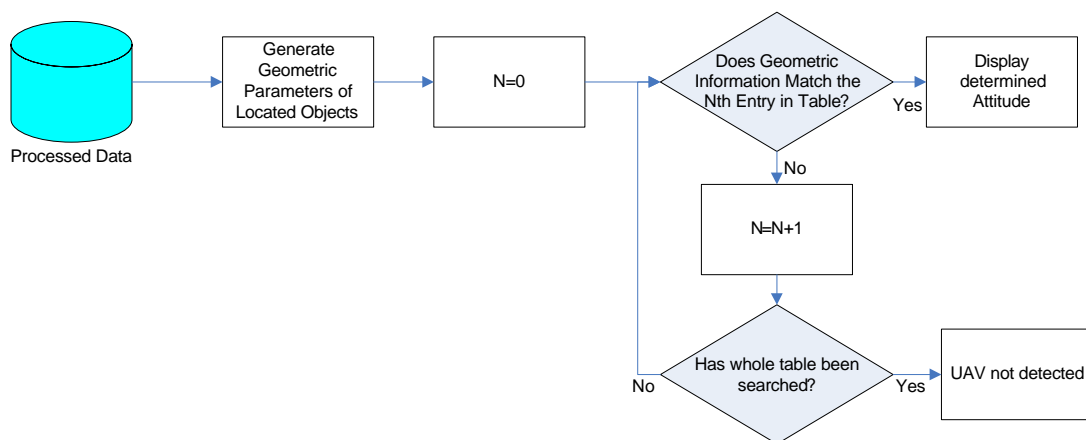 Processed Data
Generate
Geometric
Parameters of
Located Objects
N=0
Does Geometric
Information Match the
Nth Entry in Table?
Yes
Display
determined
Attitude
No
N=N+1
Has whole table been
searched?
No
Yes
UAV not detected